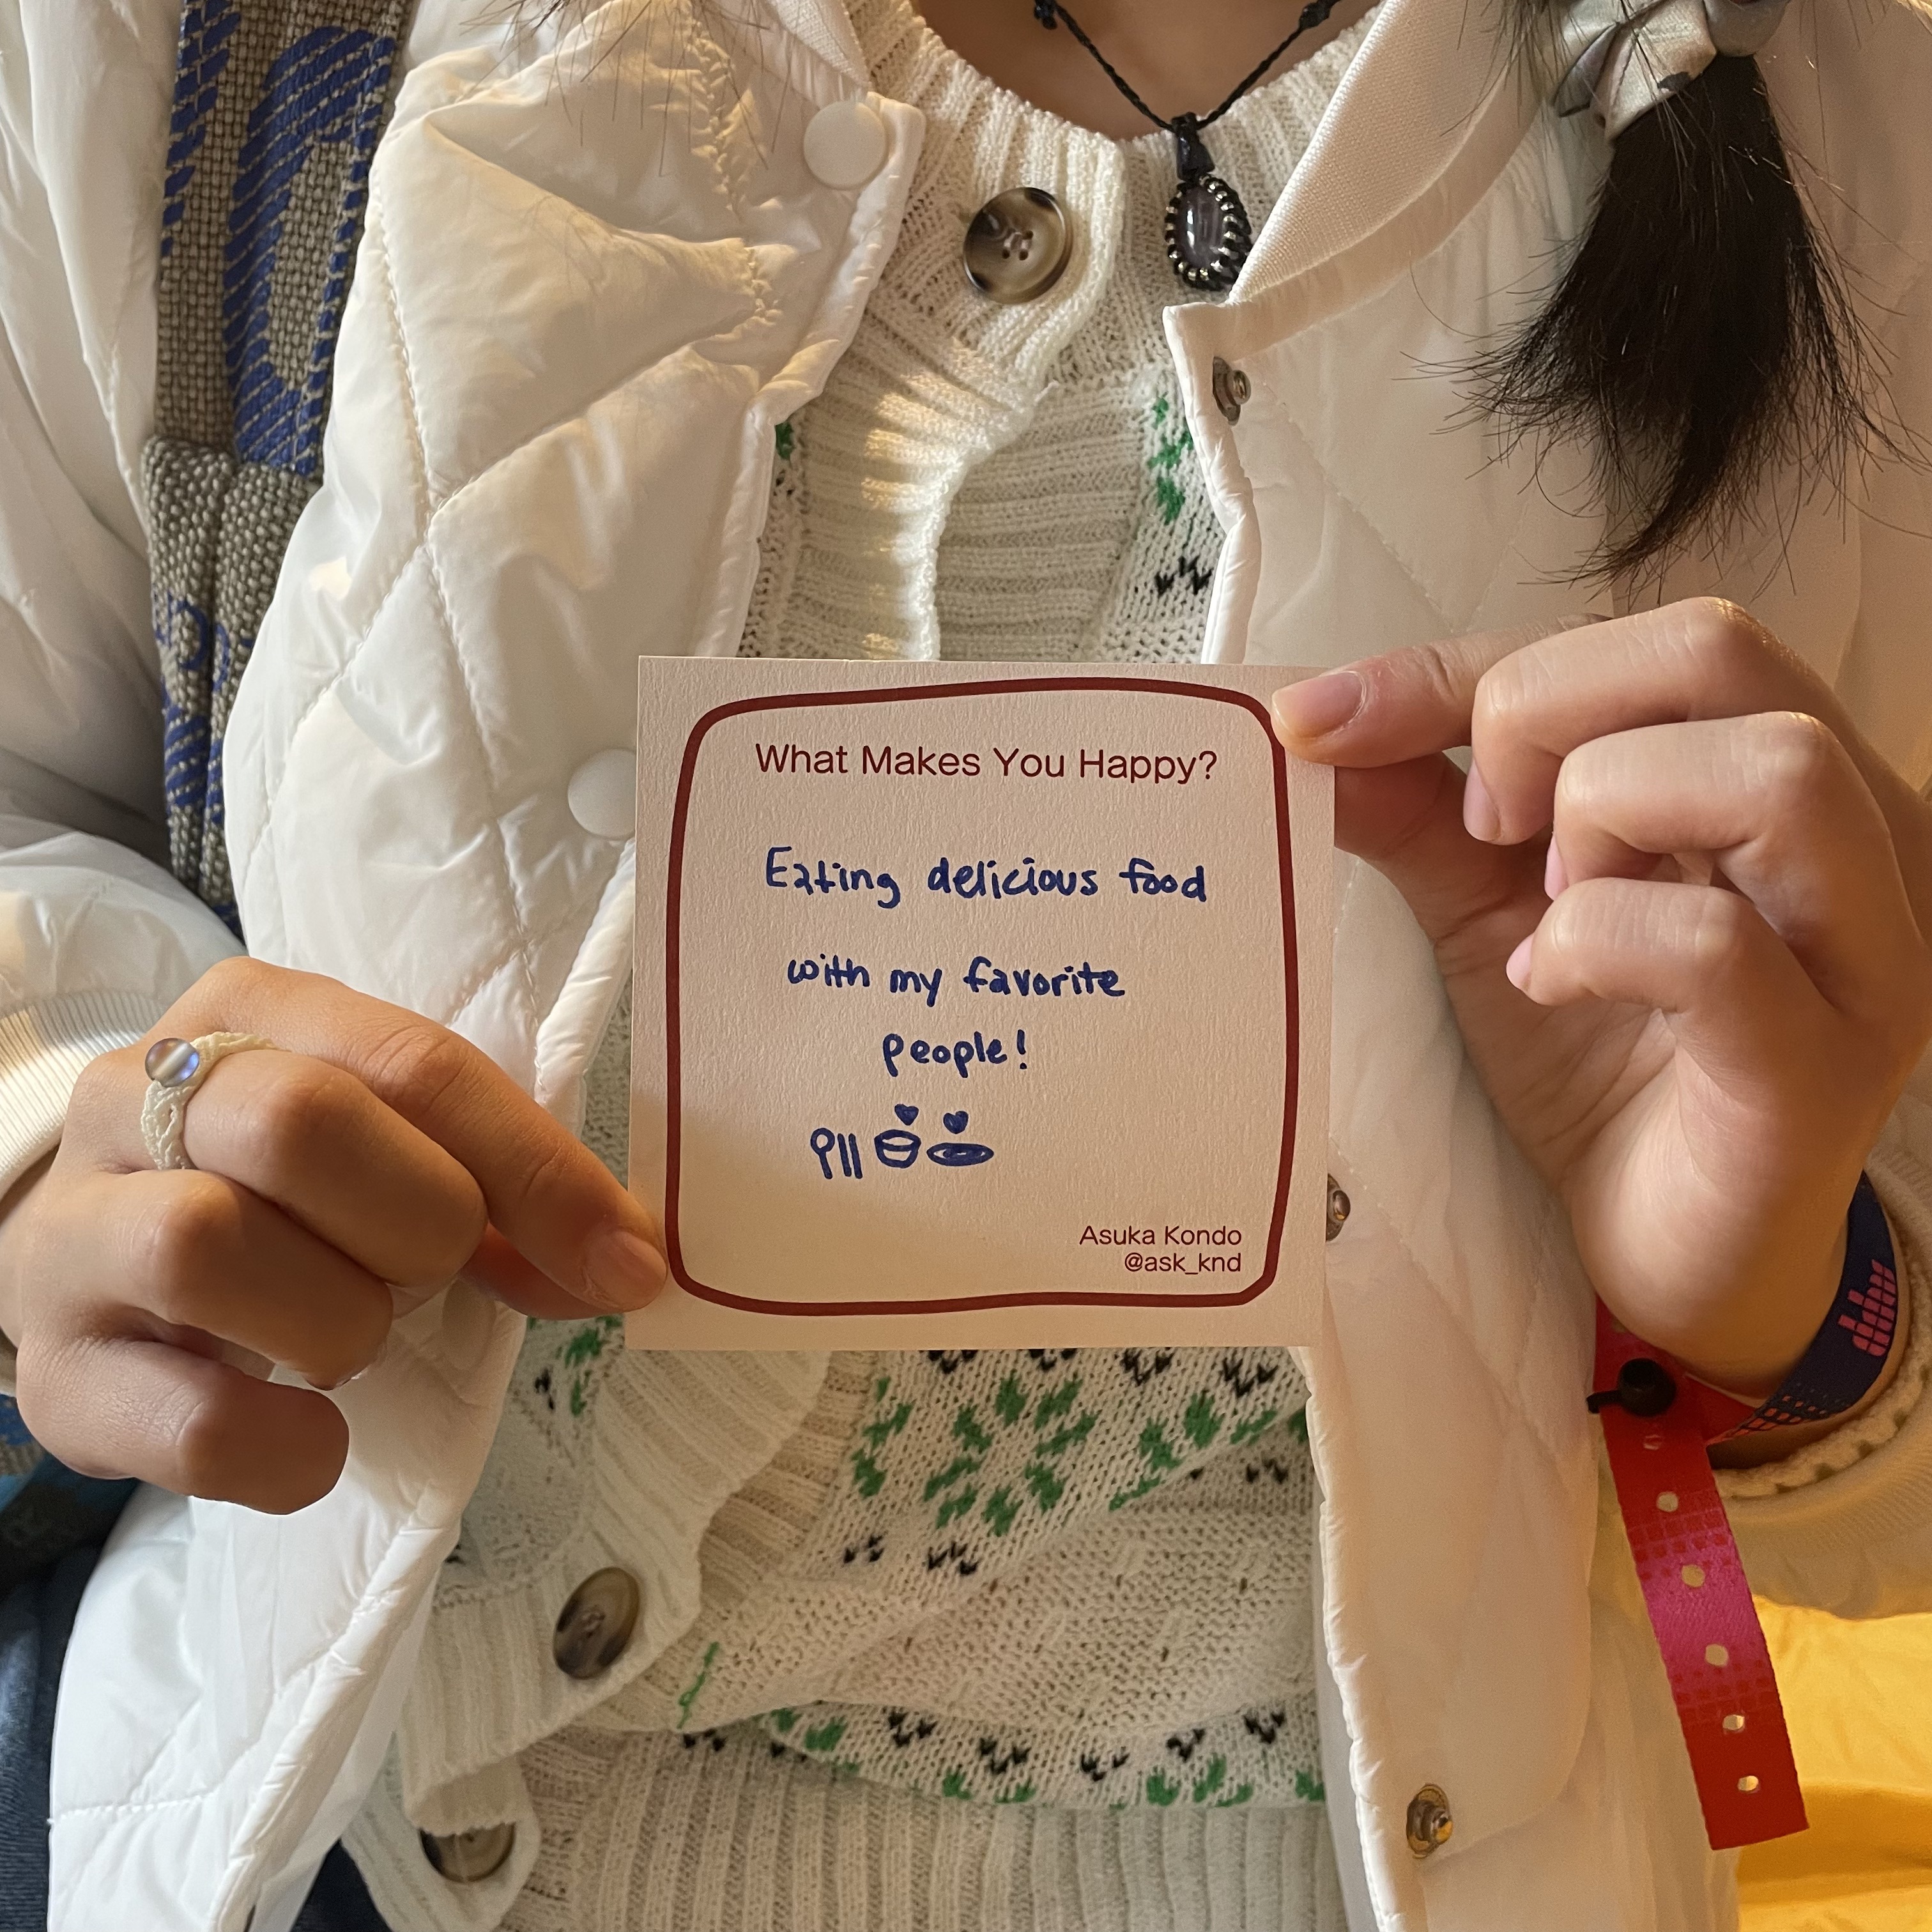 What Makes You Happy?
Eating delicious food
with my favorite
people!
Asuka Kondo
@ask_knd